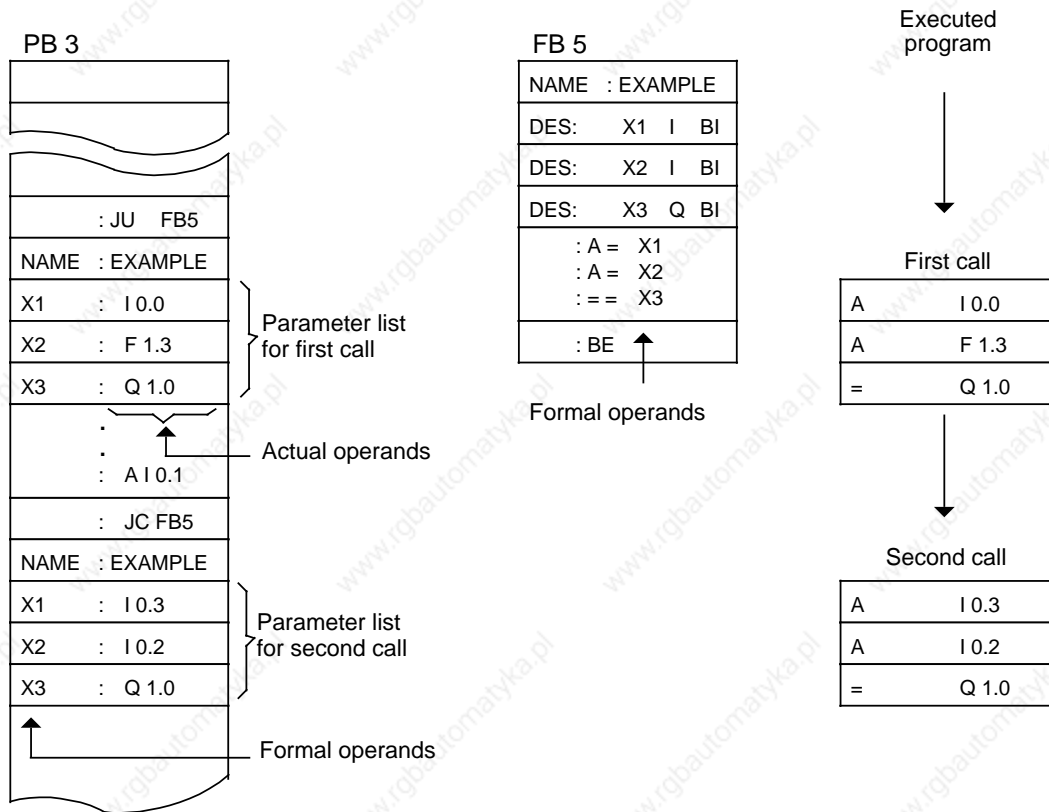 PB 3
: JU FB5
NAME : EXAMPLE
X1 : I 0.0
X2 : F 1.3
X3 : Q 1.0
.
.
: A I 0.1
: JC FB5
NAME : EXAMPLE
X1 : I 0.3
X2 : I 0.2
X3 : Q 1.0
Parameter list
for first call
Actual operands
Parameter list
for second call
Formal operands
FB 5
NAME : EXAMPLE
DES: X1 I BI
DES: X2 I BI
DES: X3 Q BI
: A = X1
: A = X2
: = = X3
: BE
Formal operands
Executed
program
First call
A I 0.0
A F 1.3
= Q 1.0
Second call
A I 0.3
A I 0.2
= Q 1.0
www.rgbautomatyka.pl